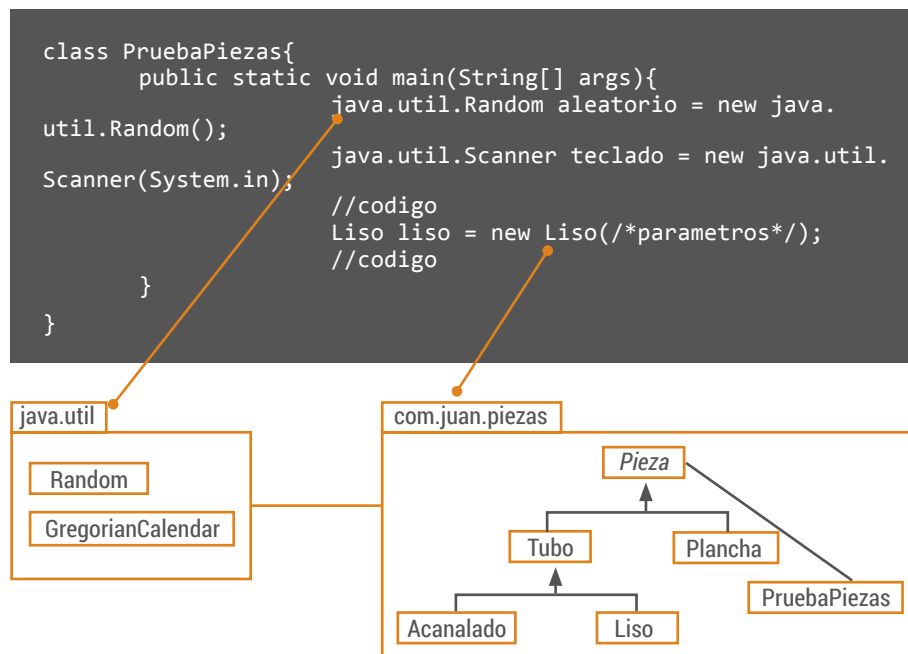 class PruebaPiezas{
public static void main(String[] args){
java.util.Random aleatorio = new java.
util.Random();
java.util.Scanner teclado = new java.util.
Scanner(System.in);
//codigo
Liso liso = new Liso(/*parametros*/);
//codigo
}
}
java.util
Random
GregorianCalendar
com.juan.piezas
Pieza
Tubo
Plancha
PruebaPiezas
Acanalado
Liso